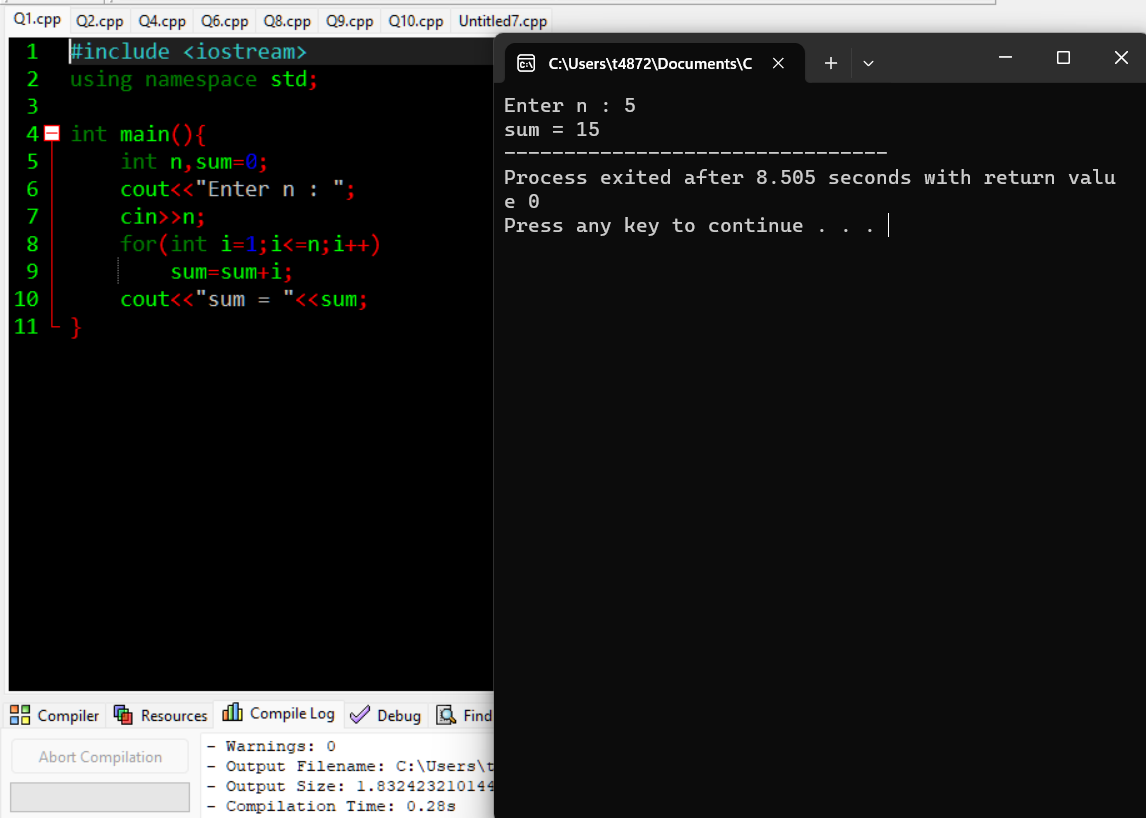 Q1.cpp Q2.cpp Q4.cpp Q6.cpp Q8.cpp Q9.cpp Q10.cpp Untitled7.cpp
1 #include <iostream>
2 using namespace std;
3
4 int main(){
5 int n,sum=0;
6 cout<<"Enter n : ";
7 cin>>n;
8 for(int i=1;i<=n;i++)
9 sum=sum+i;
10 cout<<"sum = "<<sum;
11 }
C:\Users\t4872\Documents\C
Enter n : 5
sum = 15
--------------------------------
Process exited after 8.505 seconds with return valu
e 0
Press any key to continue . . .
Compiler Resources Compile Log Debug Find
Abort Compilation
- Warnings: 0
- Output Filename: C:\Users\t
- Output Size: 1.832423210144
- Compilation Time: 0.28s